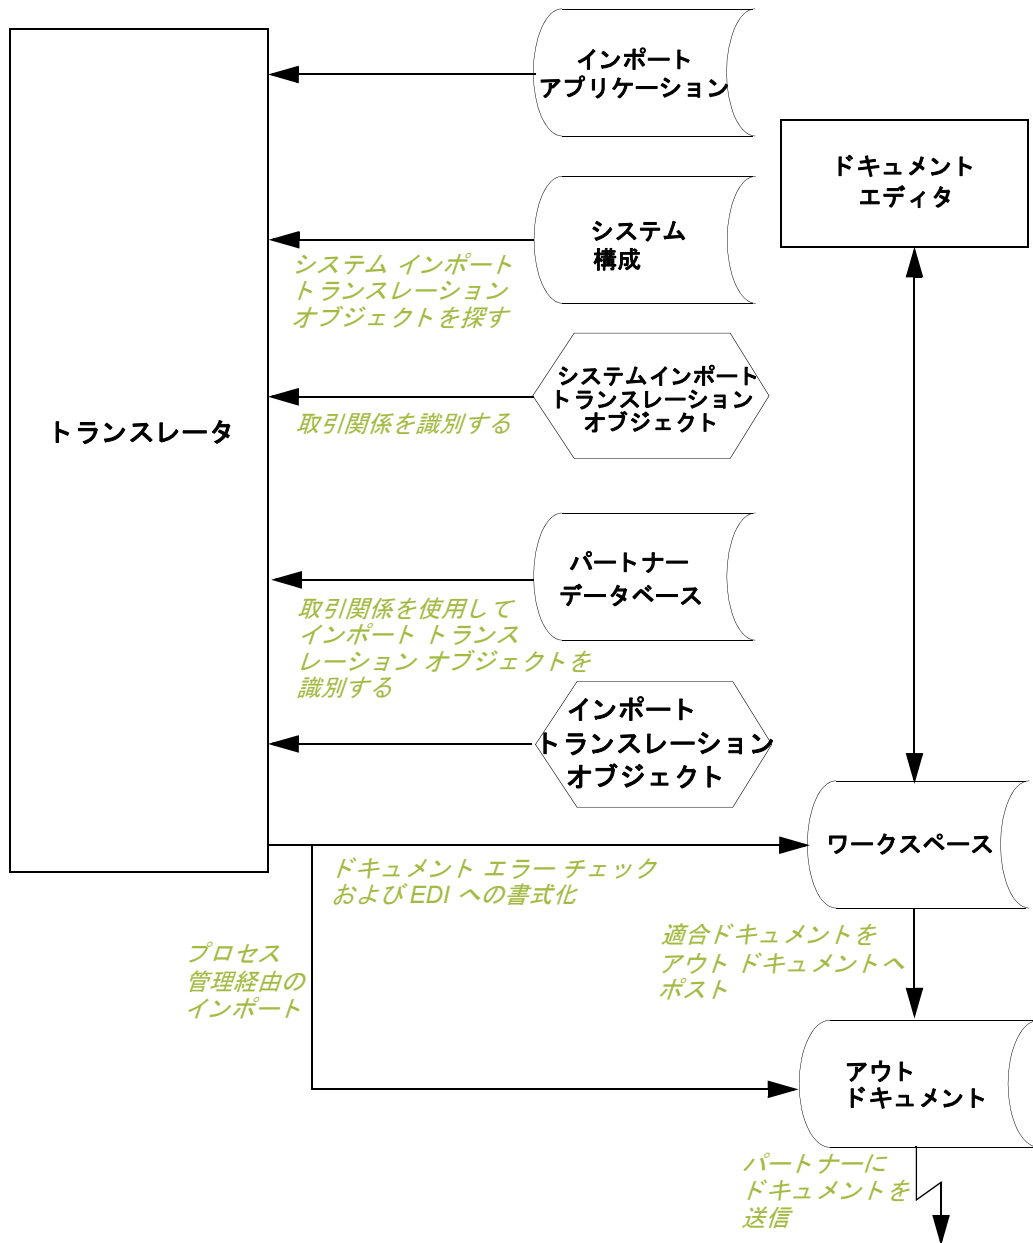 インポート
アプリケーション
ドキュメント
エディタ
システム
構成
システム インポート
トランスレーション
オブジェクトを探す
システムインポート
トランスレーション
オブジェクト
取引関係を識別する
トランスレータ
パートナー
データベース
取引関係を使用して
インポート トランス
レーション オブジェクトを
識別する
インポート
トランスレーション
オブジェクト
ワークスペース
ドキュメント エラー チェック
および EDI への書式化
プロセス
管理経由の
インポート
適合ドキュメントを
アウト ドキュメントへ
ポスト
アウト
ドキュメント
パートナーに
ドキュメントを
送信